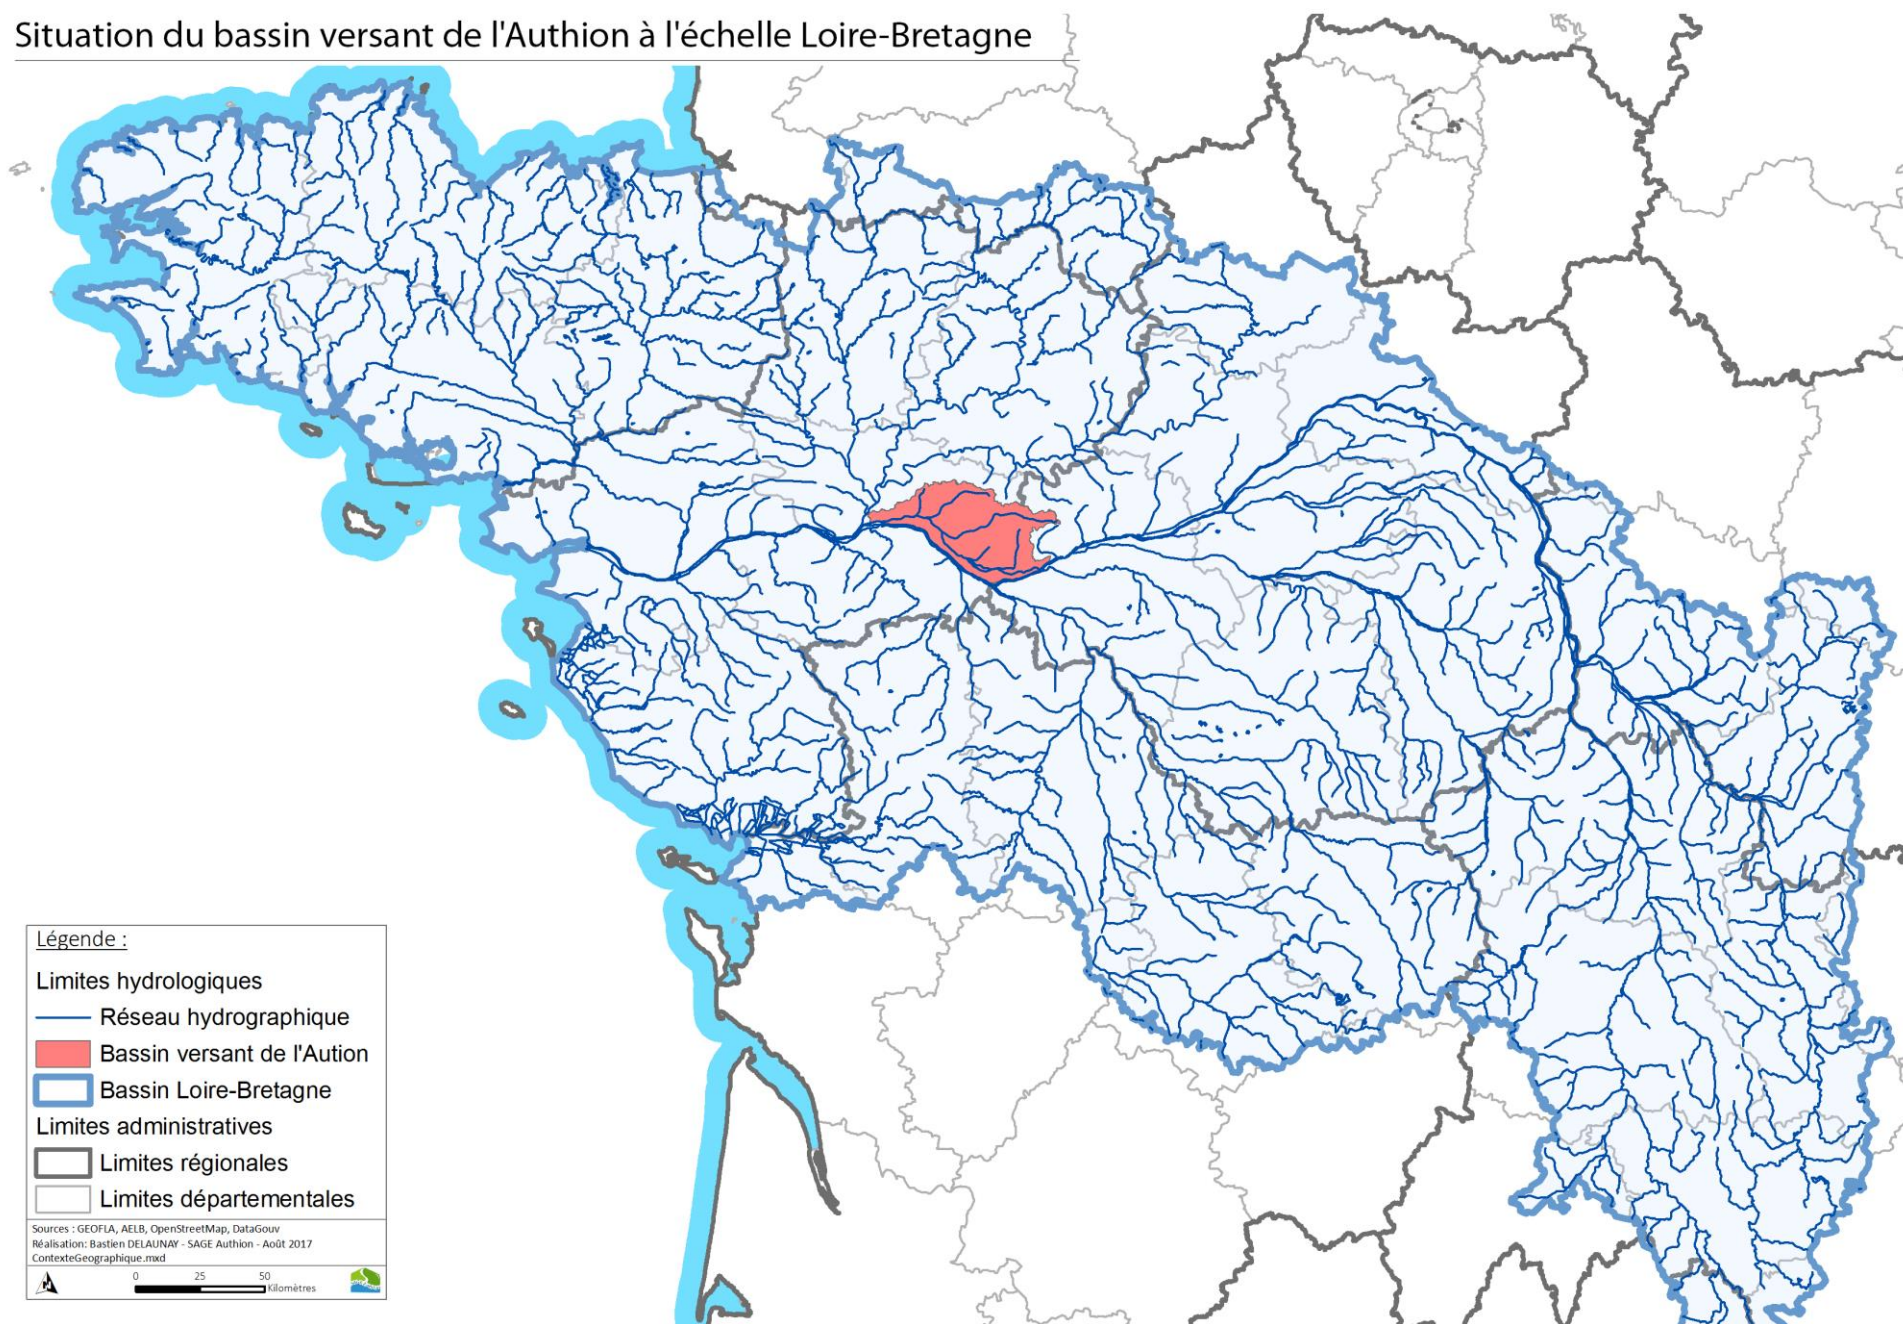 Situation du bassin versant de l'Authion à l'échelle Loire-Bretagne
Légende :
Limites hydrologiques
Réseau hydrographique
Bassin versant de l'Aution
Bassin Loire-Bretagne
Limites administratives
Limites régionales
Limites départementales
Sources : GEOFLA, AELB, OpenStreetMap, DataGouv
Réalisation: Bastien DELAUNAY - SAGE Authion - Août 2017
ContexteGeographique.mxd
0 25 50
Kilomètres